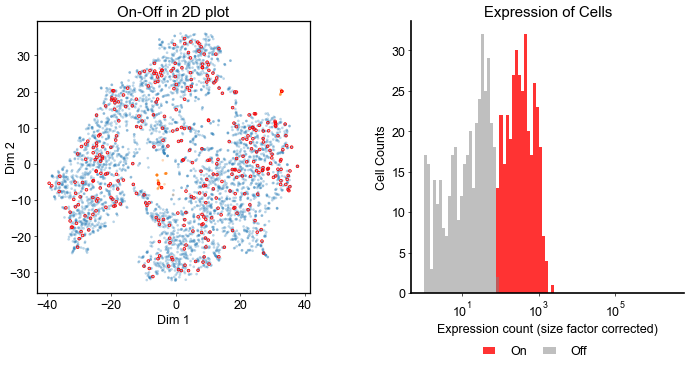 On-Off in 2D plot
Dim 2
30
20
10
0
−10
−20
−30
−40 −20 0 20 40
Dim 1
Expression of Cells
Cell Counts
30
25
20
15
10
5
0
10^1 10^3 10^5
Expression count (size factor corrected)
On Off